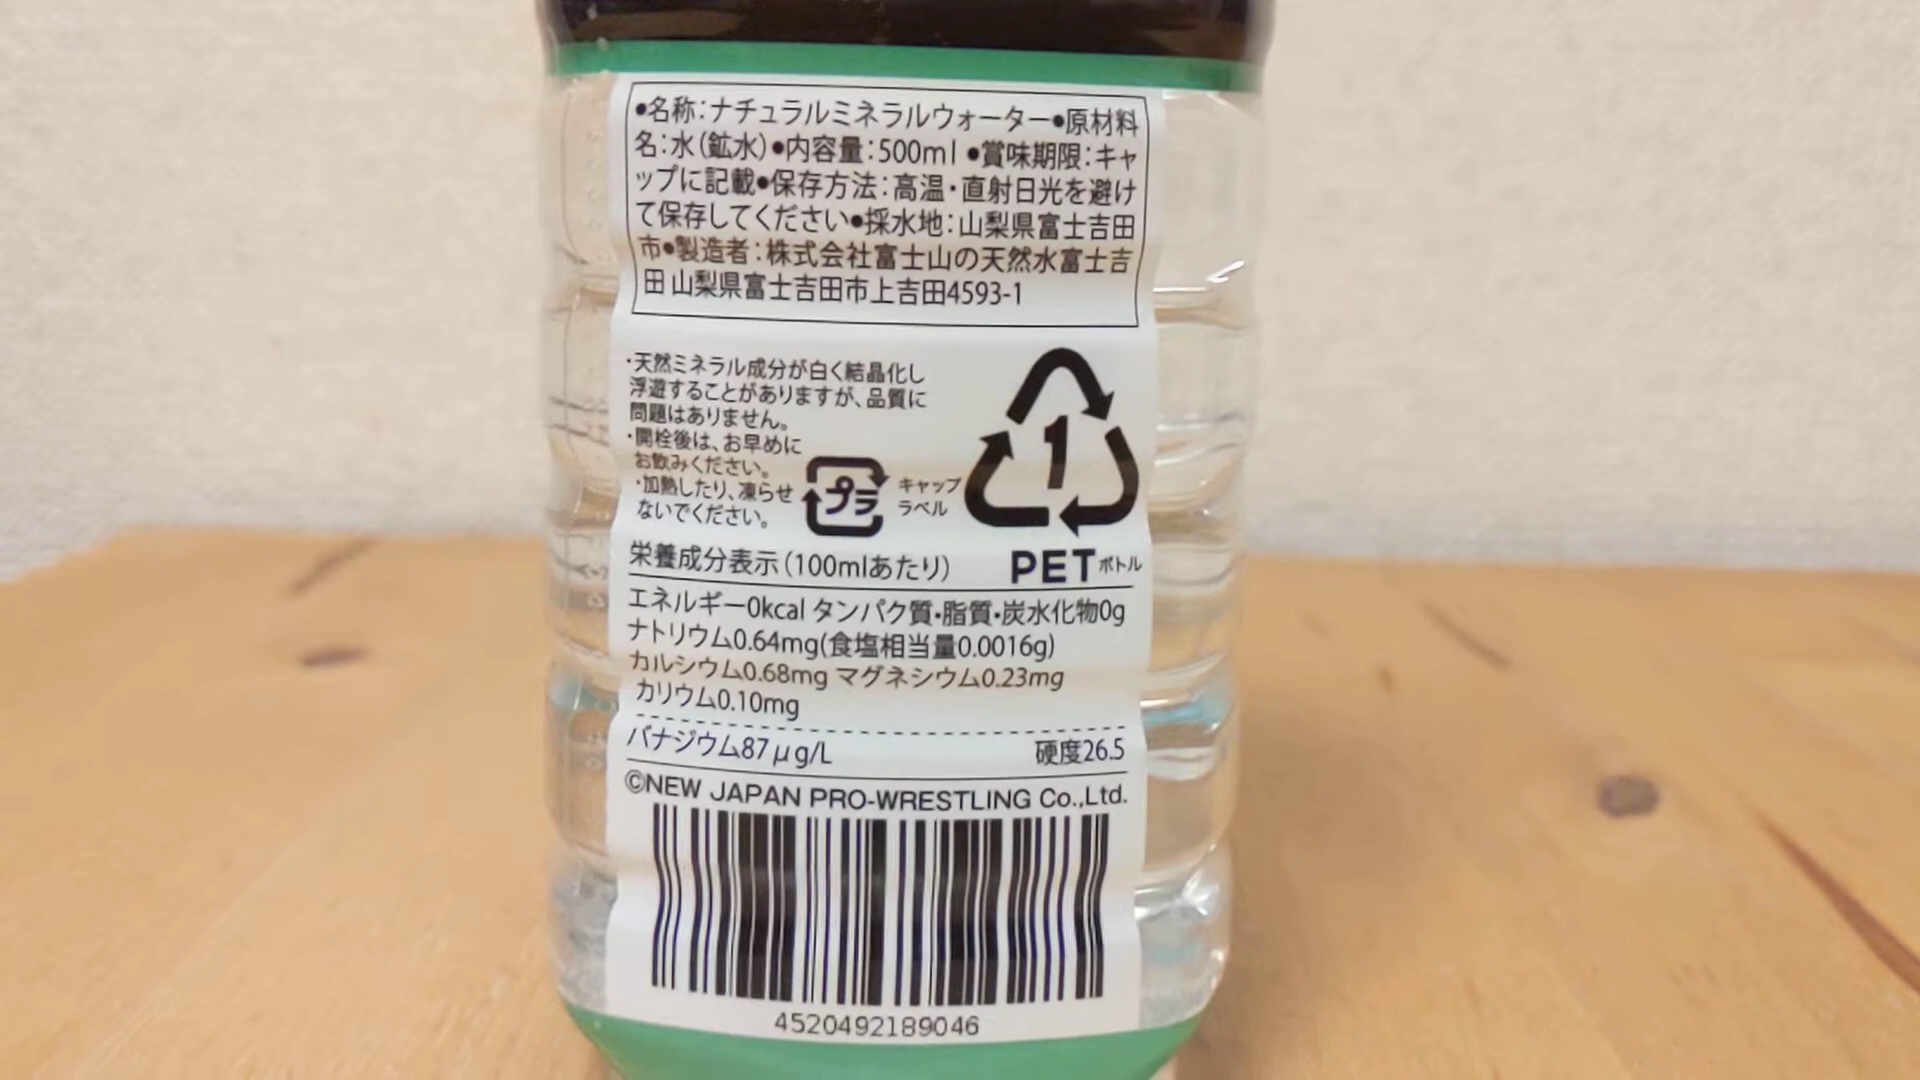 ●名称：ナチュラルミネラルウォーター●原材料
名：水（鉱水）●内容量：500ml ●賞味期限：キャ
ップに記載●保存方法：高温・直射日光を避け
て保存してください●採水地：山梨県富士吉田
市●製造者：株式会社富士山の天然水富士吉
田 山梨県富士吉田市上吉田4593-1
・天然ミネラル成分が白く結晶化し
浮遊することがありますが、品質に
問題はありません。
・開栓後は、お早めに
お飲みください。
・加熱したり、凍らせ
ないでください。
プラ
キャップ
ラベル
1
PETボトル
栄養成分表示（100mlあたり）
エネルギー0kcal タンパク質・脂質・炭水化物0g
ナトリウム0.64mg(食塩相当量0.0016g)
カルシウム0.68mg マグネシウム0.23mg
カリウム0.10mg
バナジウム87μg/L 硬度26.5
©NEW JAPAN PRO-WRESTLING Co.,Ltd.
4520492189046